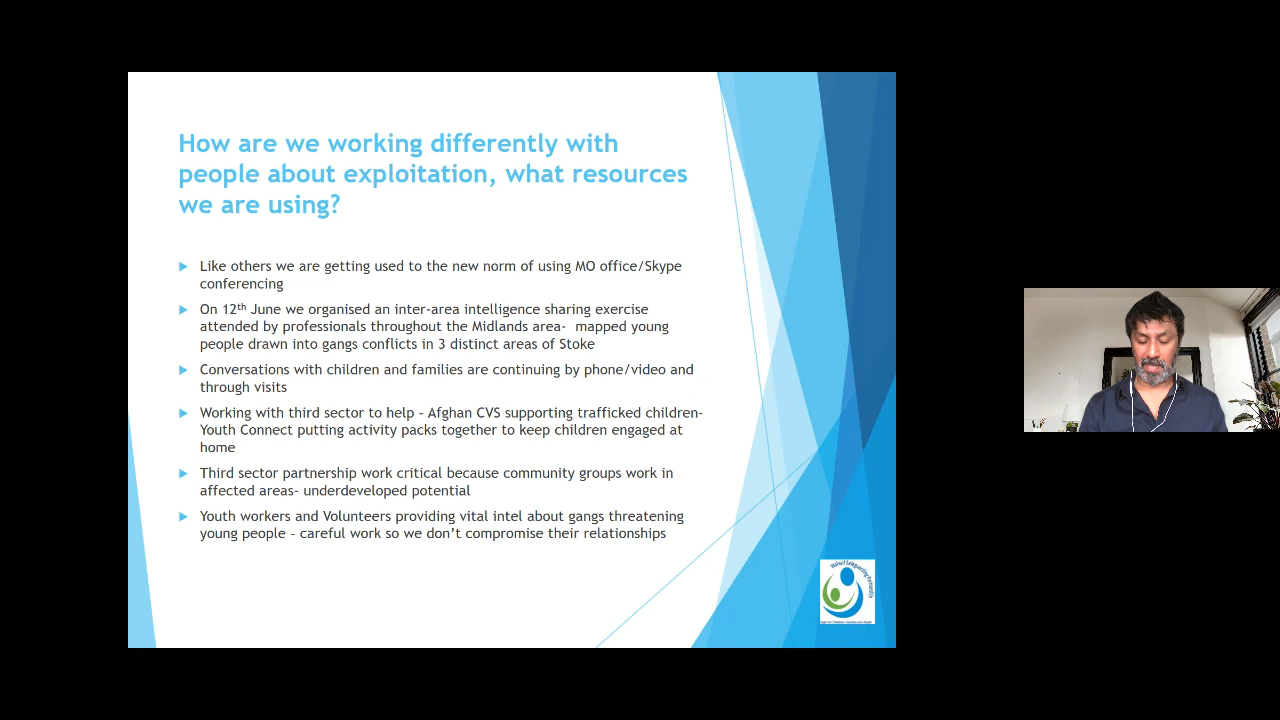 How are we working differently with
people about exploitation, what resources
we are using?
Like others we are getting used to the new norm of using MO office/Skype
conferencing
On 12th June we organised an inter-area intelligence sharing exercise
attended by professionals throughout the Midlands area-  mapped young
people drawn into gangs conflicts in 3 distinct areas of Stoke
Conversations with children and families are continuing by phone/video and
through visits
Working with third sector to help – Afghan CVS supporting trafficked children-
Youth Connect putting activity packs together to keep children engaged at
home
Third sector partnership work critical because community groups work in
affected areas- underdeveloped potential
Youth workers and Volunteers providing vital intel about gangs threatening
young people – careful work so we don’t compromise their relationships
Walsall Safeguarding Partnership